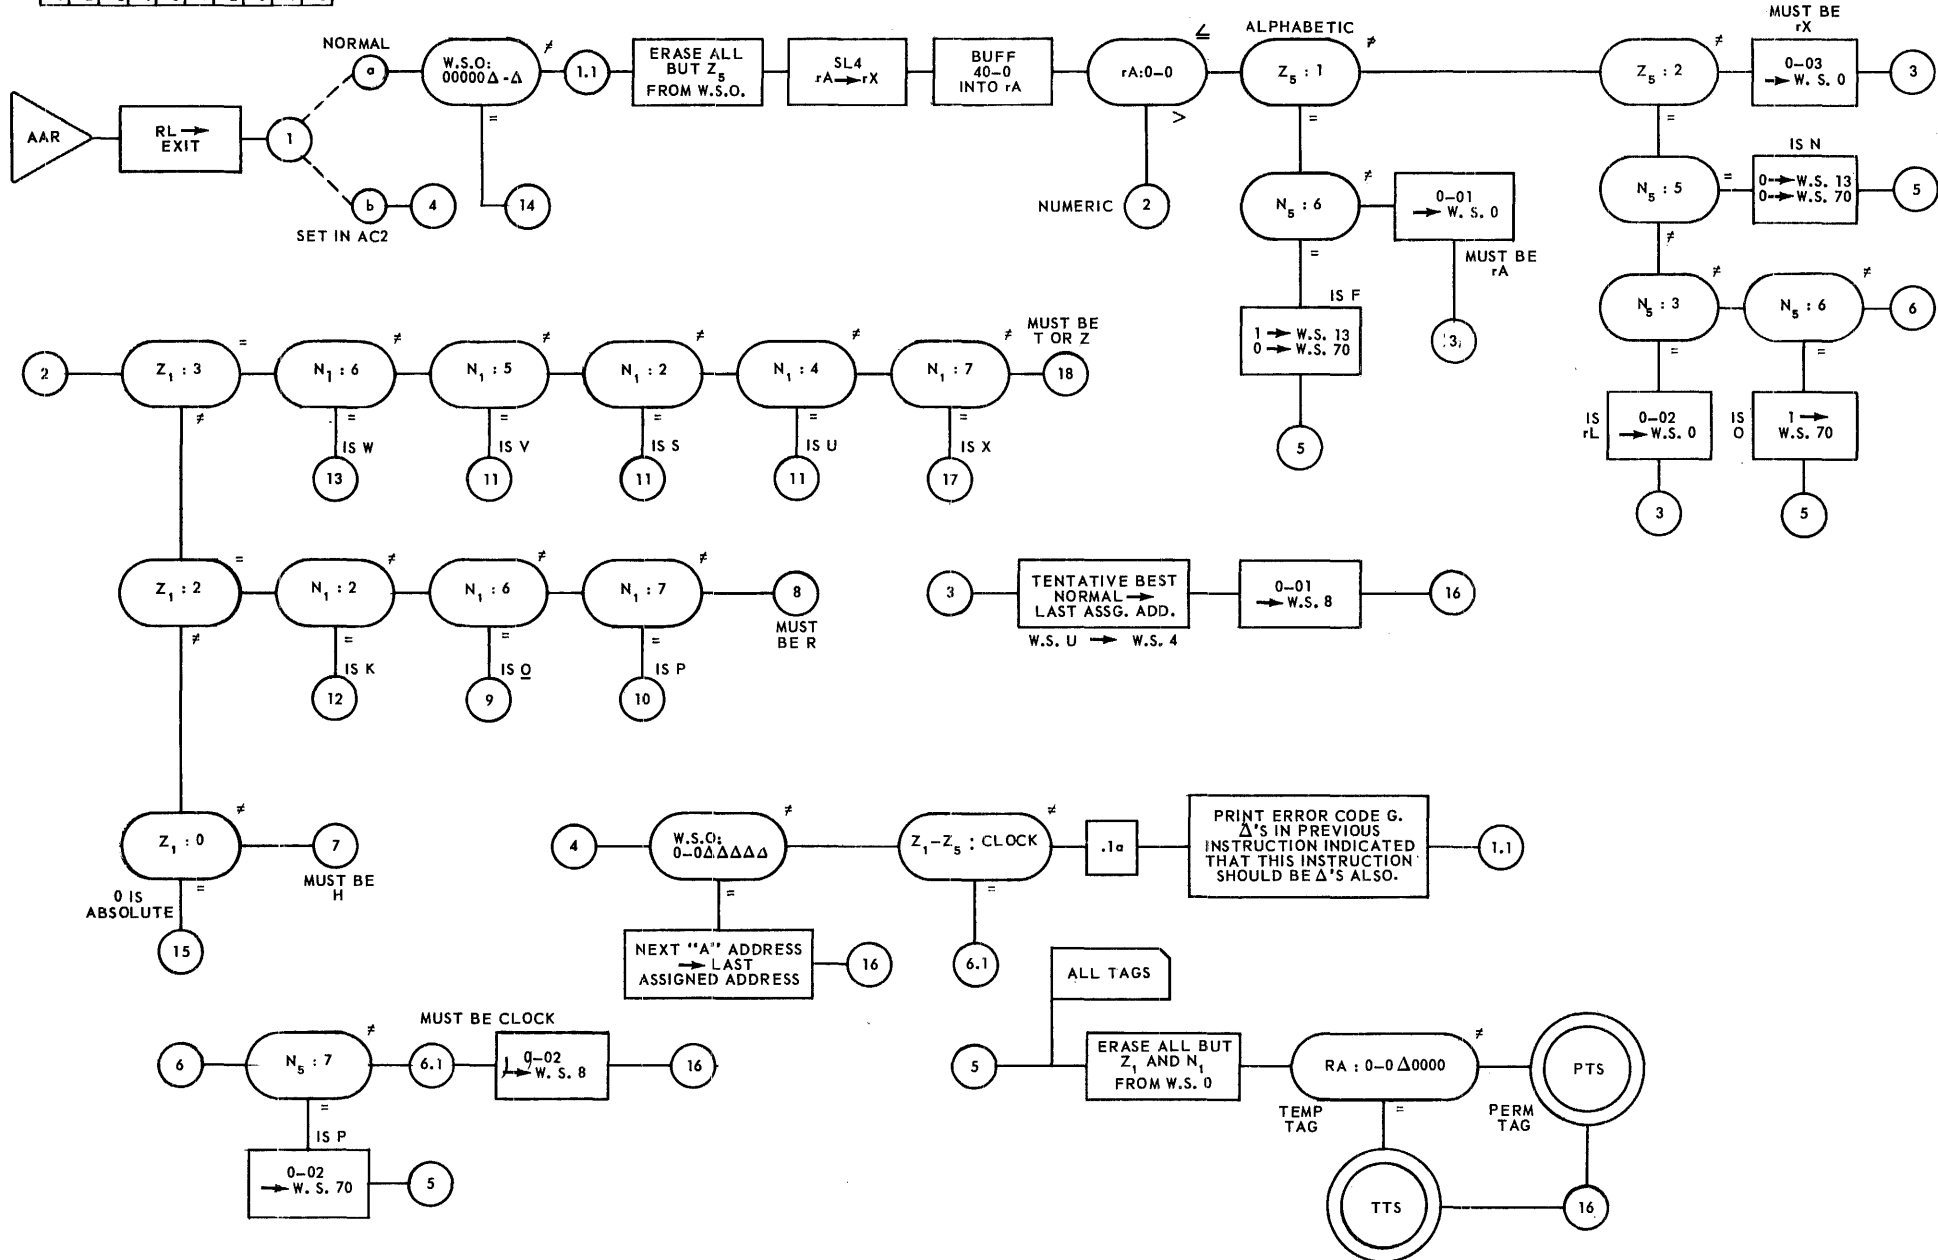 AAR
RL →
EXIT
1
NORMAL
a
b
4
SET IN AC2
W.S.O:
00000Δ-Δ
≠
=
14
1.1
ERASE ALL
BUT Z5
FROM W.S.O.
SL4
rA→rX
BUFF
40-0
INTO rA
rA:0-0
≤
>
NUMERIC
2
ALPHABETIC
Z5 : 1
≠
=
N5 : 6
≠
=
0-01
→ W. S. 0
MUST BE
rA
3
IS F
1 → W.S. 13
0 → W.S. 70
5
Z5 : 2
≠
=
MUST BE
rX
0-03
→ W. S. 0
3
N5 : 5
=
≠
IS N
0→W.S. 13
0→W.S. 70
5
N5 : 3
≠
=
N5 : 6
≠
=
6
IS
rL
0-02
→W.S. 0
3
IS
O
1 →
W.S. 70
5
2
Z1 : 3
=
≠
N1 : 6
≠
=
IS W
13
N1 : 5
≠
=
IS V
11
N1 : 2
≠
=
IS S
11
N1 : 4
≠
=
IS U
11
N1 : 7
≠
=
IS X
17
MUST BE
T OR Z
18
Z1 : 2
=
≠
N1 : 2
≠
=
IS K
12
N1 : 6
≠
=
IS O
9
N1 : 7
≠
=
IS P
10
8
MUST
BE R
3
TENTATIVE BEST
NORMAL →
LAST ASSG. ADD.
W.S. U → W.S. 4
0-01
→ W.S. 8
16
Z1 : 0
≠
=
7
MUST BE
H
0 IS
ABSOLUTE
15
4
W.S.O:
0-0ΔΔΔΔΔ
≠
=
NEXT "A" ADDRESS
→ LAST
ASSIGNED ADDRESS
16
Z1-Z5 : CLOCK
≠
=
6.1
.1a
PRINT ERROR CODE G.
Δ'S IN PREVIOUS
INSTRUCTION INDICATED
THAT THIS INSTRUCTION
SHOULD BE Δ'S ALSO.
1.1
6
N5 : 7
≠
=
MUST BE CLOCK
6.1
0-02
→ W. S. 8
16
IS P
0-02
→ W. S. 70
5
5
ALL TAGS
ERASE ALL BUT
Z1 AND N1
FROM W.S. 0
RA : 0-0 Δ0000
≠
=
TEMP
TAG
PERM
TAG
PTS
TTS
16